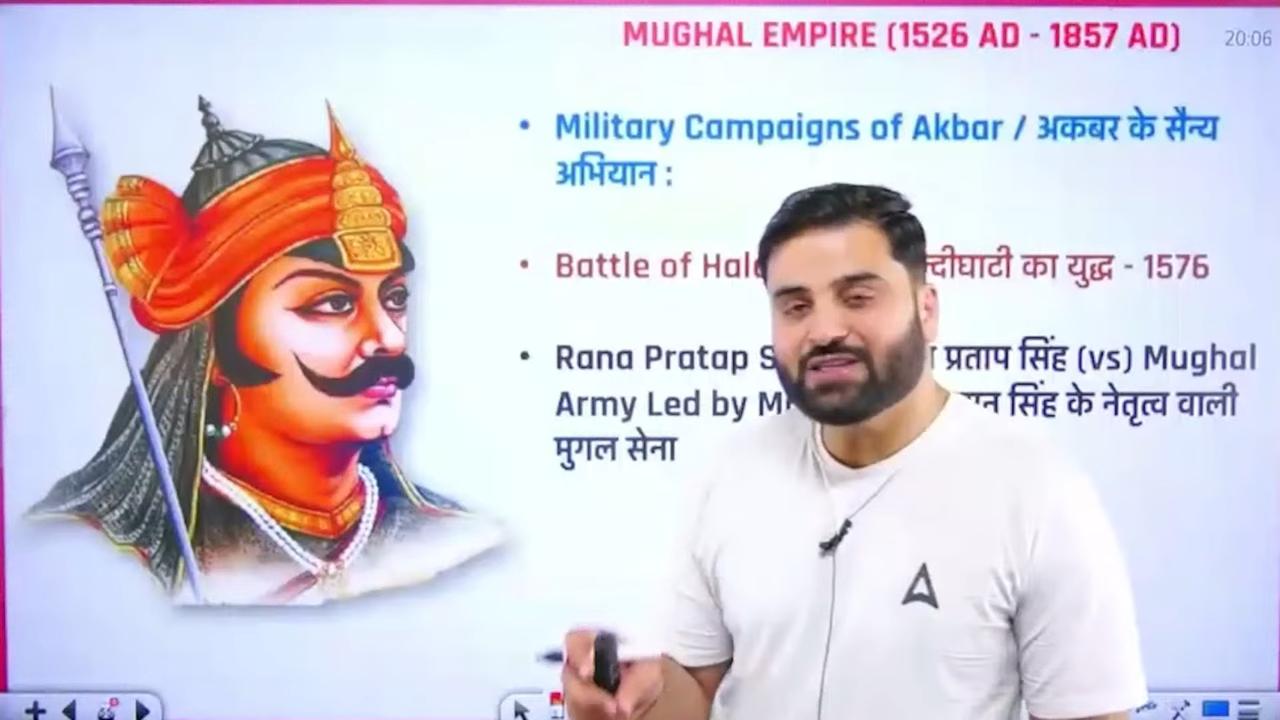 MUGHAL EMPIRE (1526 AD - 1857 AD)
20:06
Military Campaigns of Akbar / अकबर के सैन्य
अभियान :
Battle of का युद्ध - 1576
Rana Pratap प्रताप सिंह (vs) Mughal
Army Led by सिंह के नेतृत्व वाली
मुगल सेना